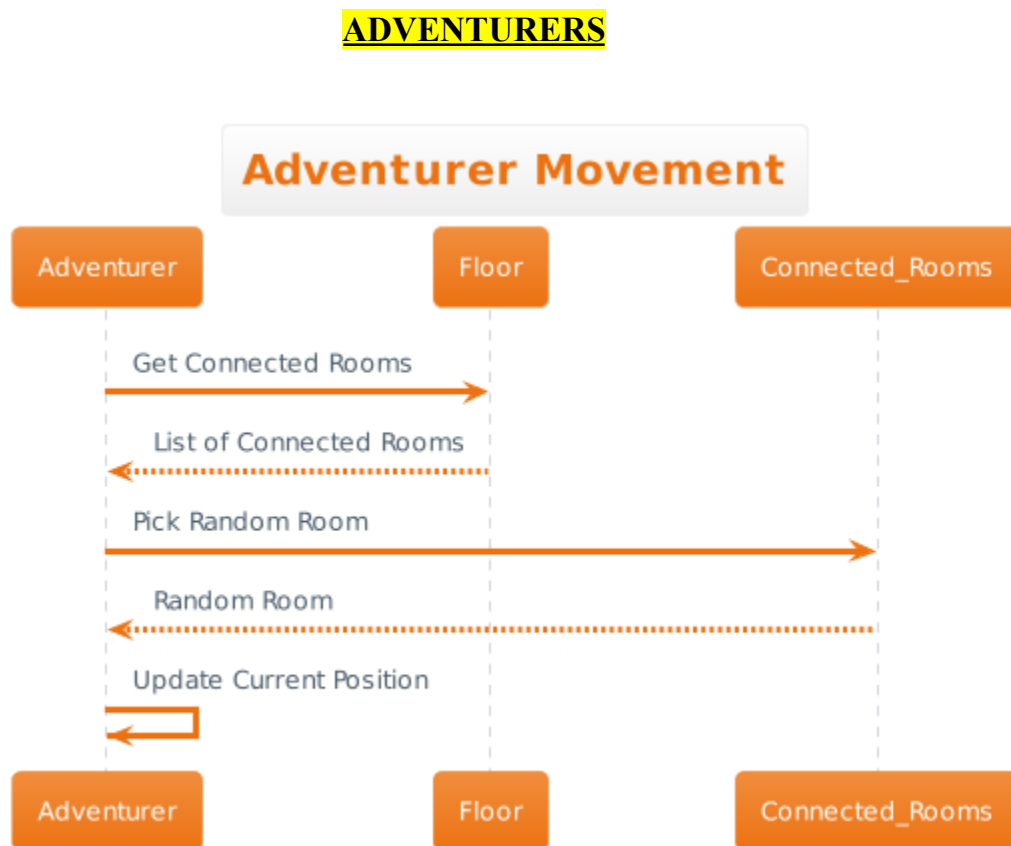 ADVENTURERS
Adventurer Movement
Adventurer Floor Connected_Rooms
Get Connected Rooms
List of Connected Rooms
Pick Random Room
Random Room
Update Current Position
Adventurer Floor Connected_Rooms